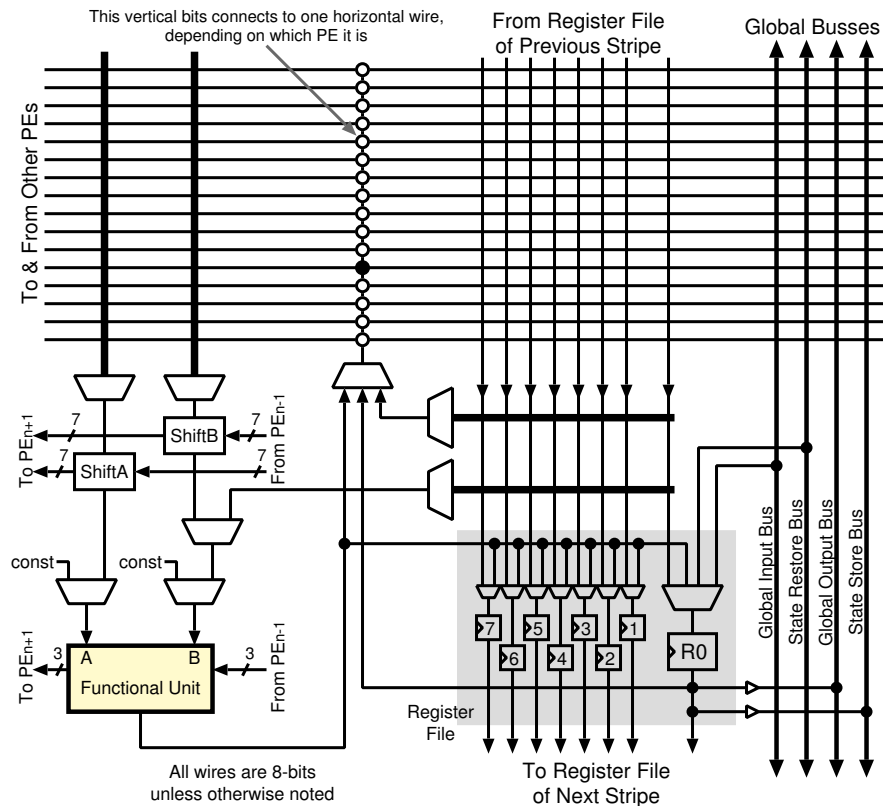 This vertical bits connects to one horizontal wire,
depending on which PE it is
From Register File
of Previous Stripe
Global Busses
To & From Other PEs
To PEn+1
7
ShiftB
7
From PEn-1
7
ShiftA
7
const
const
Global Input Bus
State Restore Bus
Global Output Bus
State Store Bus
7
5
3
1
6
4
2
R0
To PEn+1
3
A
B
Functional Unit
3
From PEn-1
Register
File
All wires are 8-bits
unless otherwise noted
To Register File
of Next Stripe